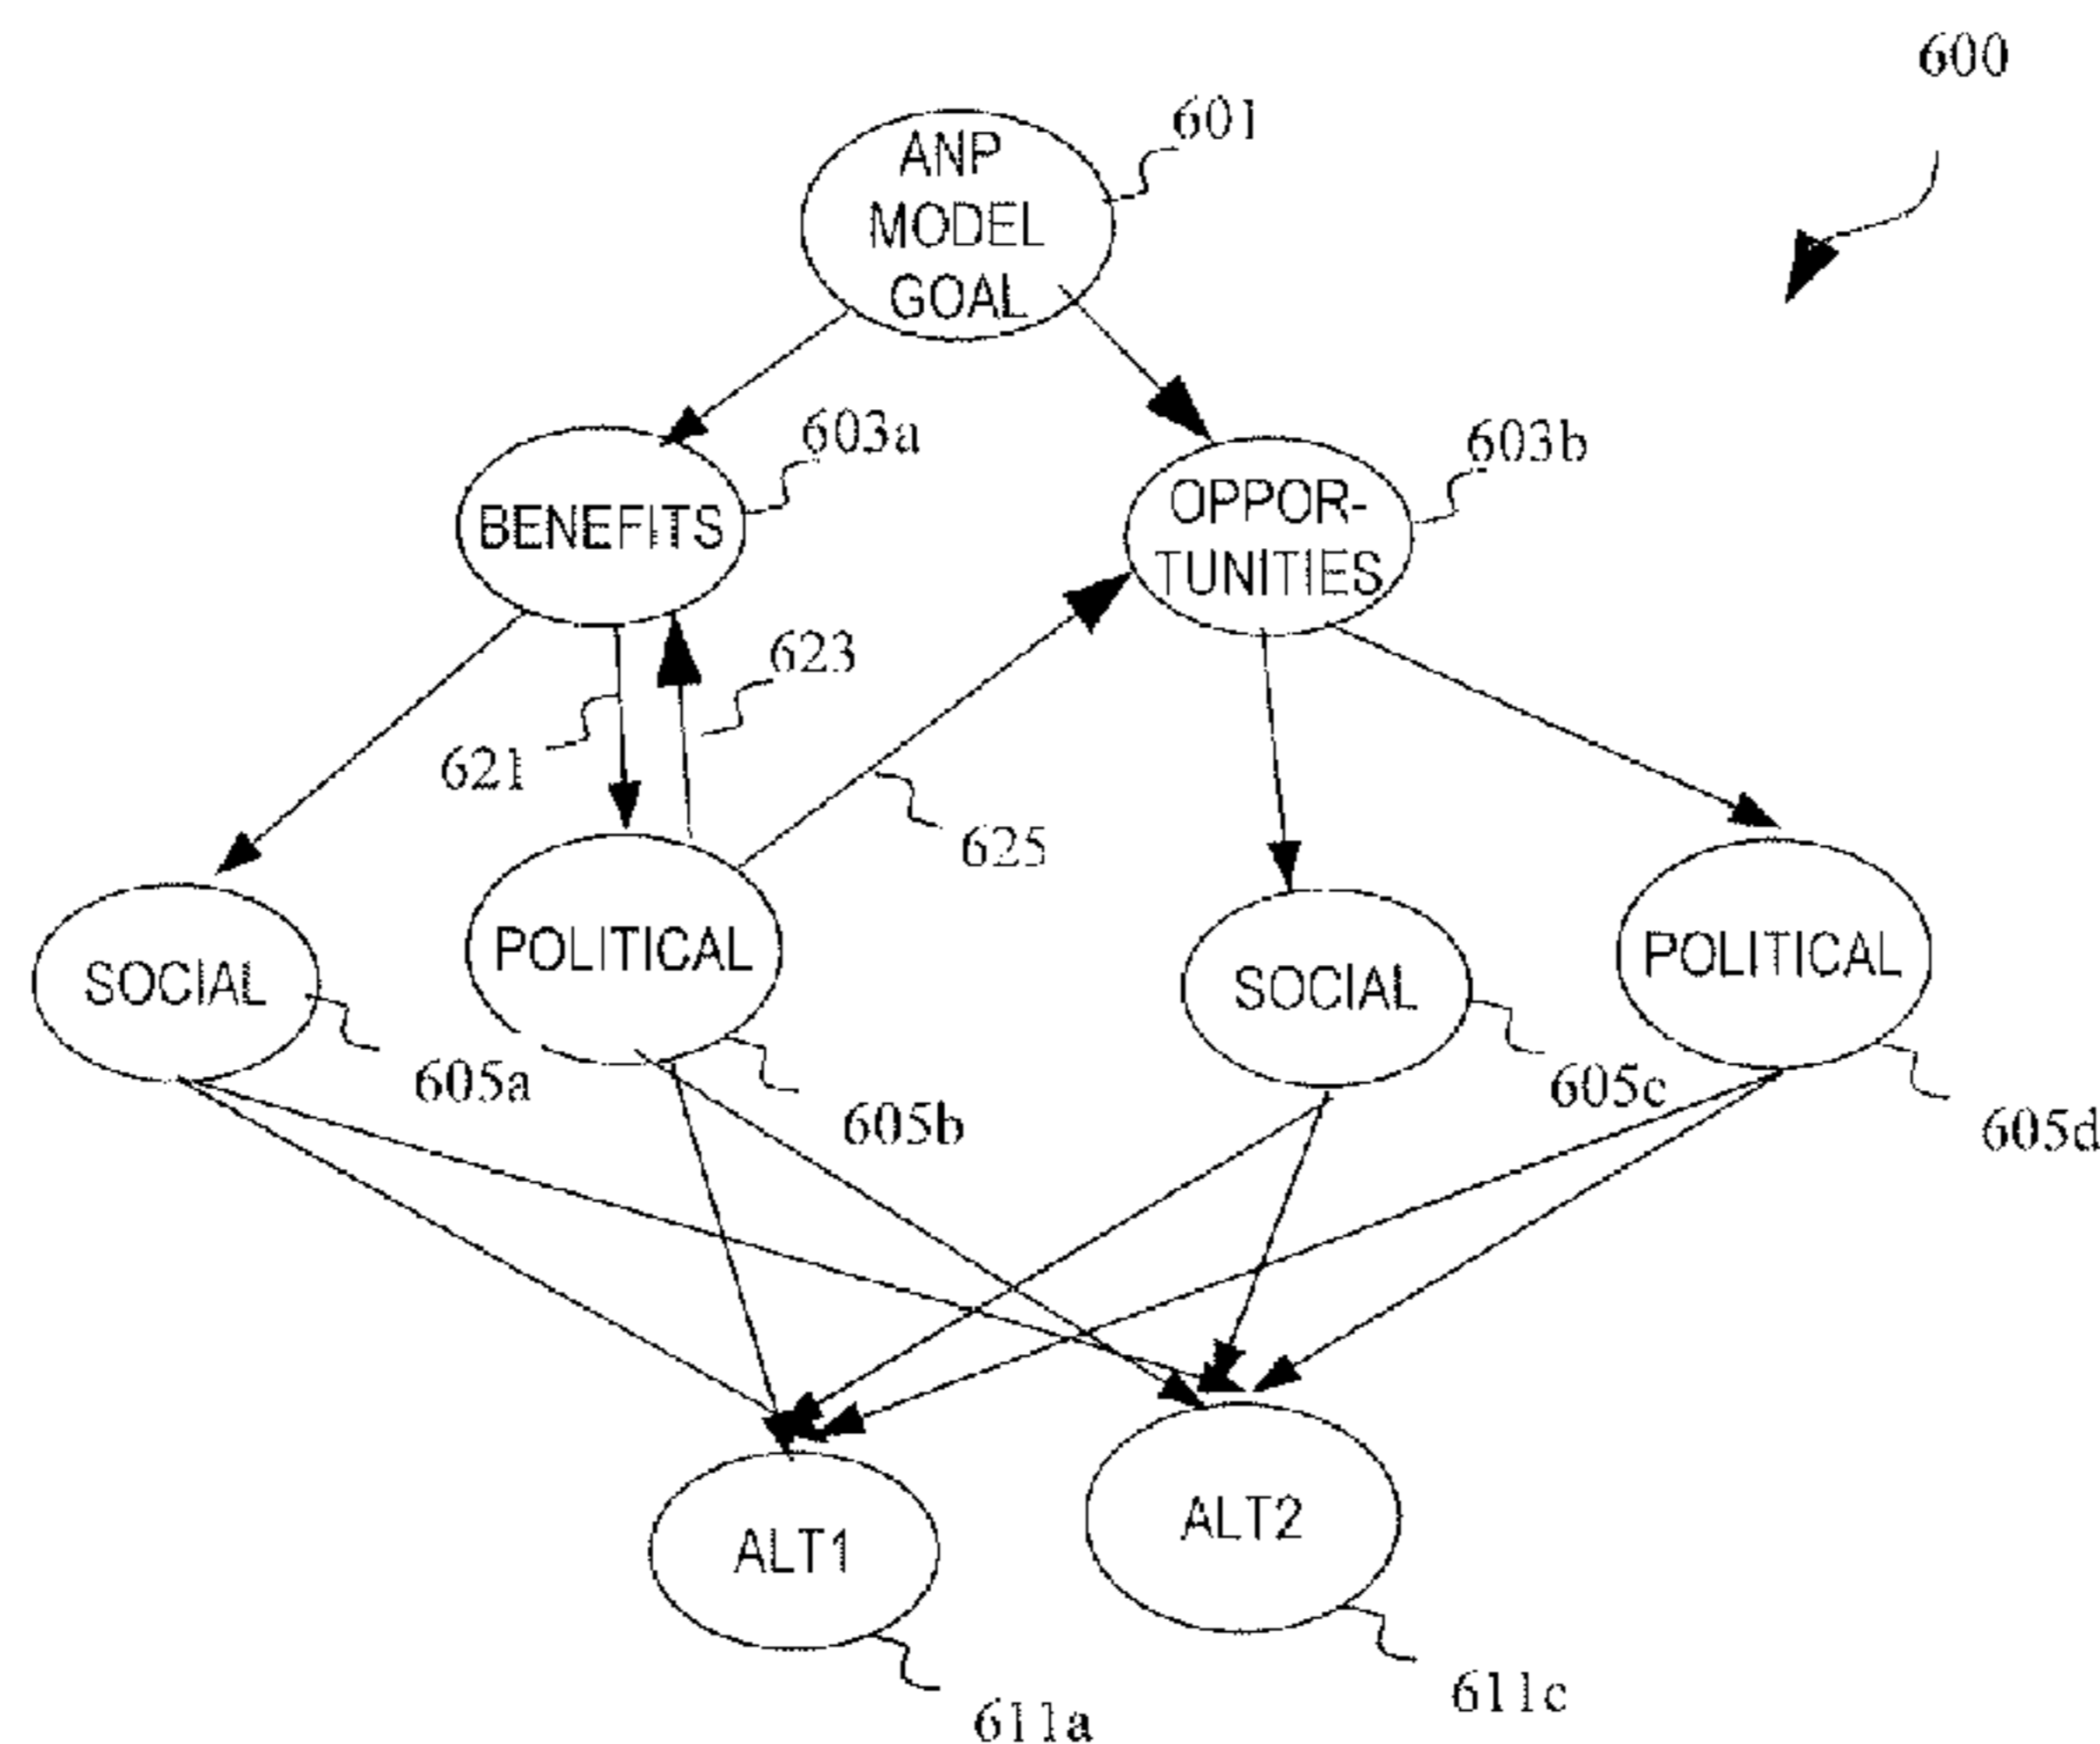 600
601
ANP
MODEL
GOAL
603a
603b
BENEFITS
OPPOR-
TUNITIES
623
621
625
SOCIAL
POLITICAL
SOCIAL
POLITICAL
605a
605b
605c
605d
ALT1
ALT2
611a
611c